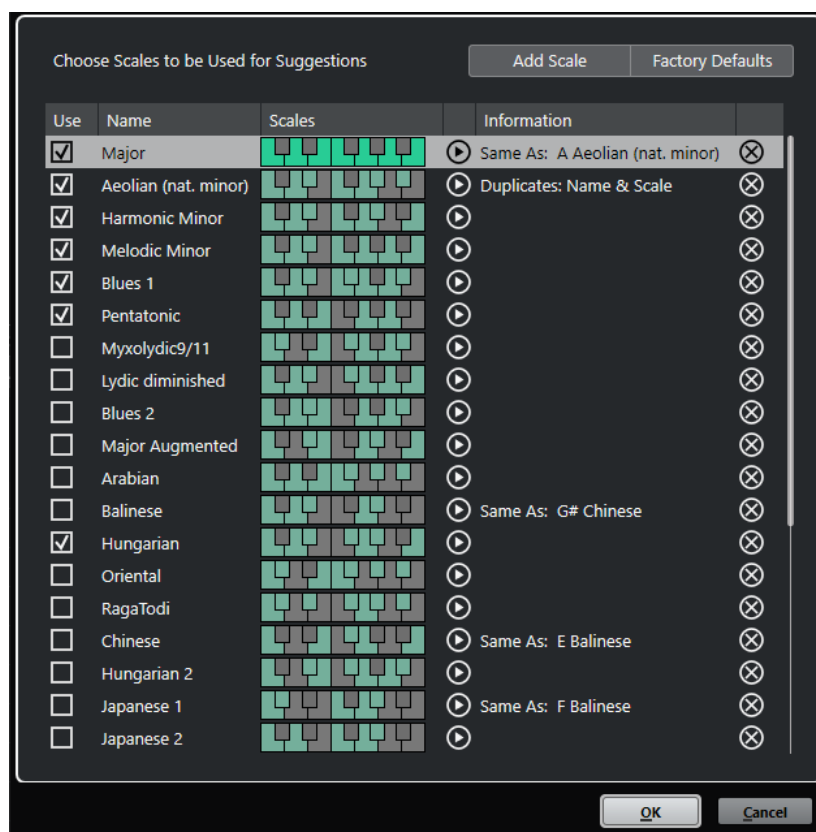 Choose Scales to be Used for Suggestions Add Scale Factory Defaults
Use Name Scales Information
Major Same As: A Aeolian (nat. minor)
Aeolian (nat. minor) Duplicates: Name & Scale
Harmonic Minor
Melodic Minor
Blues 1
Pentatonic
Myxolydic9/11
Lydic diminished
Blues 2
Major Augmented
Arabian
Balinese Same As: G# Chinese
Hungarian
Oriental
RagaTodi
Chinese Same As: E Balinese
Hungarian 2
Japanese 1 Same As: F Balinese
Japanese 2
OK Cancel